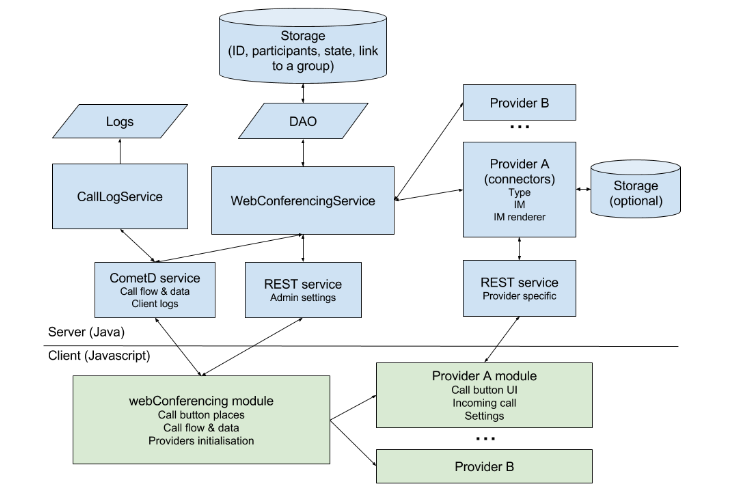 Storage
(ID, participants, state, link
to a group)
Logs
DAO
Provider B
...
CallLogService
WebConferencingService
Provider A
(connectors)
Type
IM
IM renderer
Storage
(optional)
CometD service
Call flow & data
Client logs
REST service
Admin settings
REST service
Provider specific
Server (Java)
Client (Javascript)
webConferencing module
Call button places
Call flow & data
Providers initialisation
Provider A module
Call button UI
Incoming call
Settings
...
Provider B